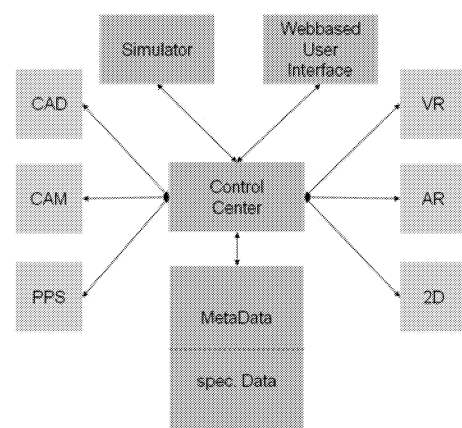 Simulator
Webbased
User
Interface
CAD
VR
CAM
Control
Center
AR
PPS
MetaData
2D
spec. Data